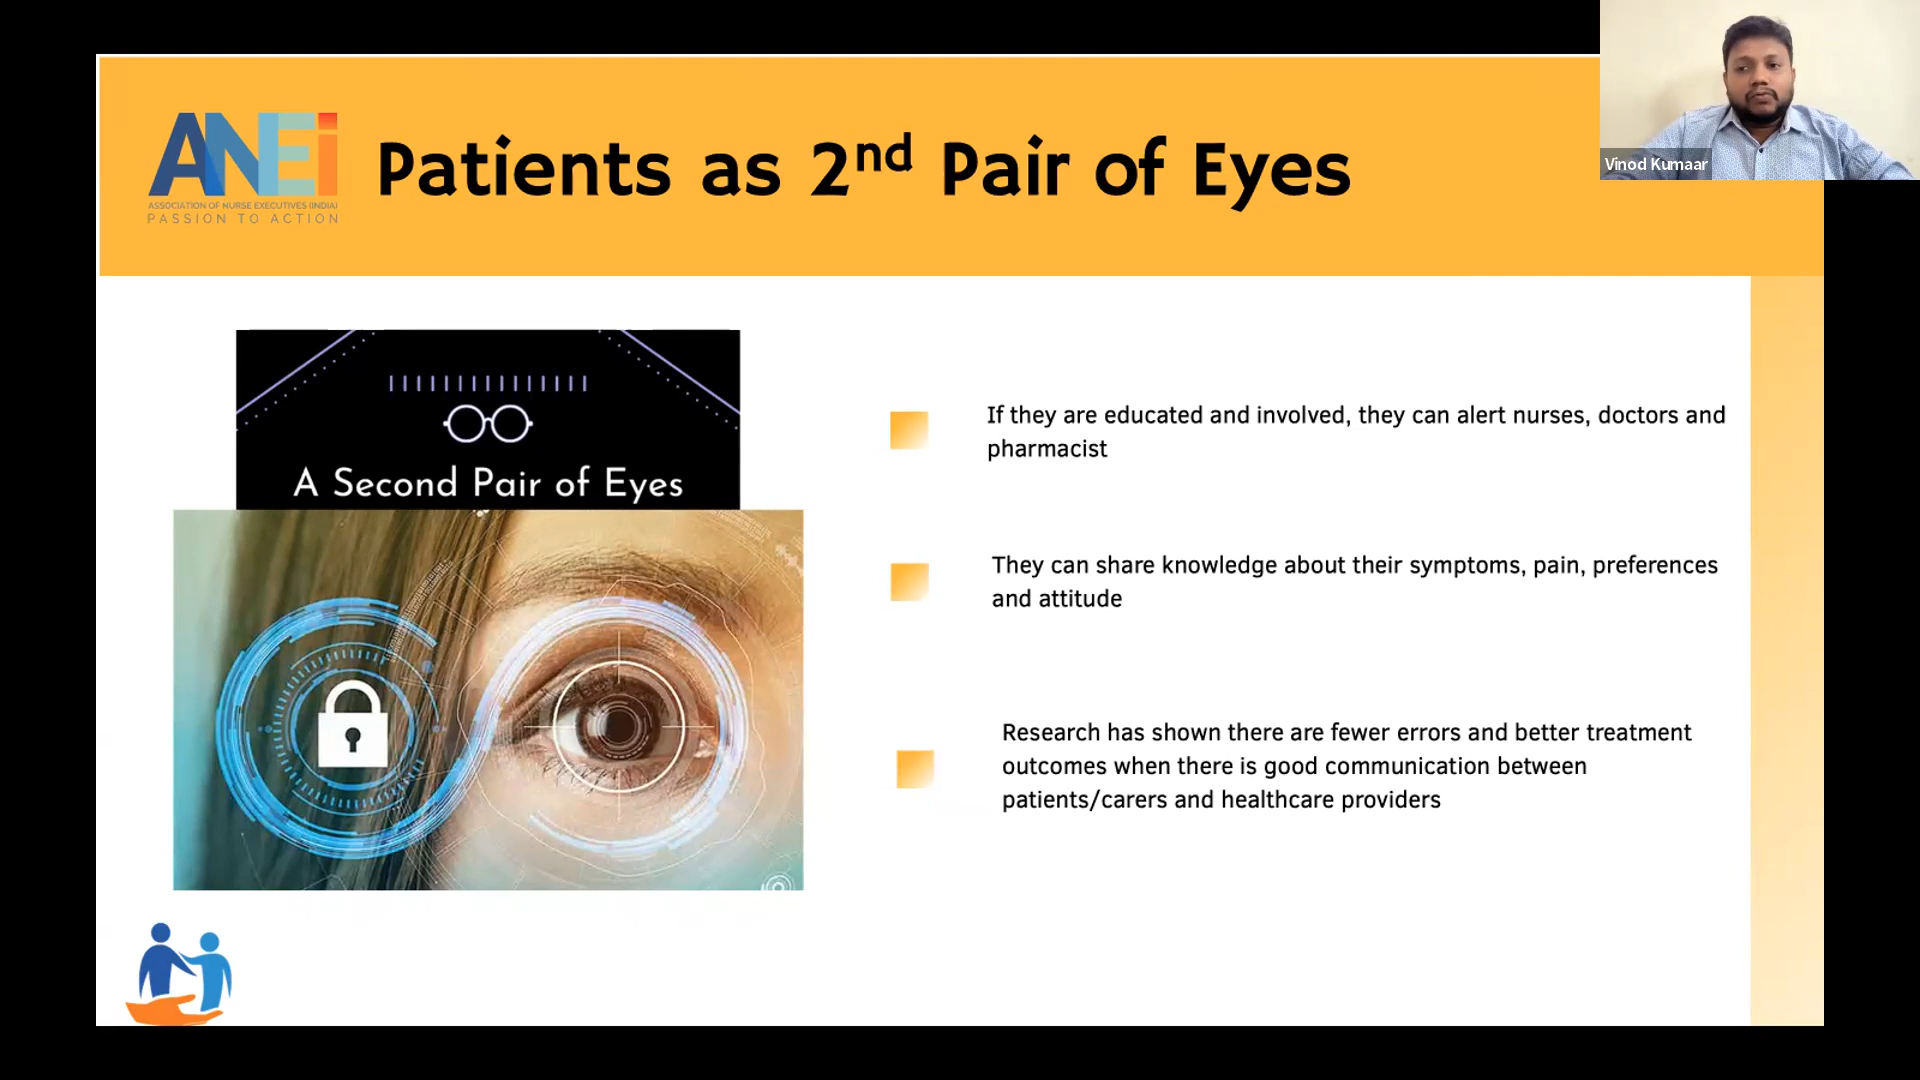 ANEi
ASSOCIATION OF NURSE EXECUTIVES (INDIA)
PASSION TO ACTION
Patients as 2nd Pair of Eyes
Vinod Kumaar
A Second Pair of Eyes
If they are educated and involved, they can alert nurses, doctors and
pharmacist
They can share knowledge about their symptoms, pain, preferences
and attitude
Research has shown there are fewer errors and better treatment
outcomes when there is good communication between
patients/carers and healthcare providers